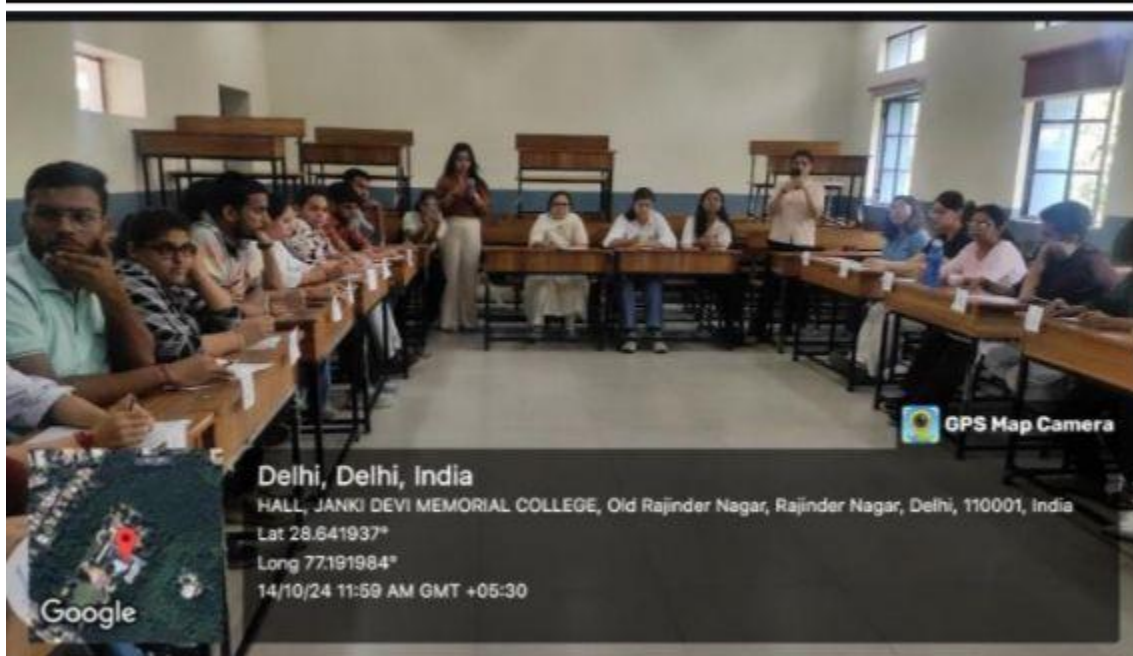 GPS Map Camera
Delhi, Delhi, India
HALL, JANKI DEVI MEMORIAL COLLEGE, Old Rajinder Nagar, Rajinder Nagar, Delhi, 110001, India
Lat 28.641937°
Long 77.191984°
14/10/24 11:59 AM GMT +05:30
Google